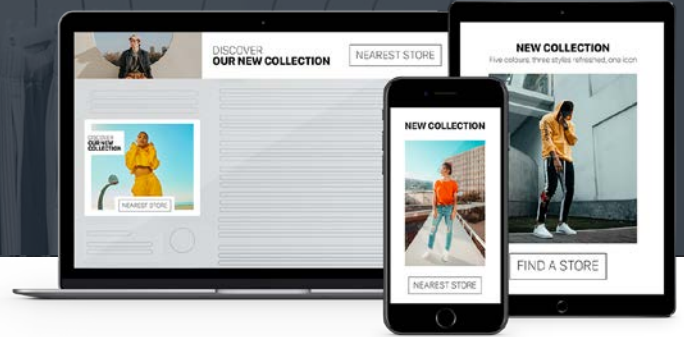 DISCOVER
OUR NEW COLLECTION
NEAREST STORE
DISCOVER
OUR NEW
COLLECTION
NEAREST STORE
NEW COLLECTION
NEAREST STORE
NEW COLLECTION
Five colours, three styles refreshed, one icon
FIND A STORE